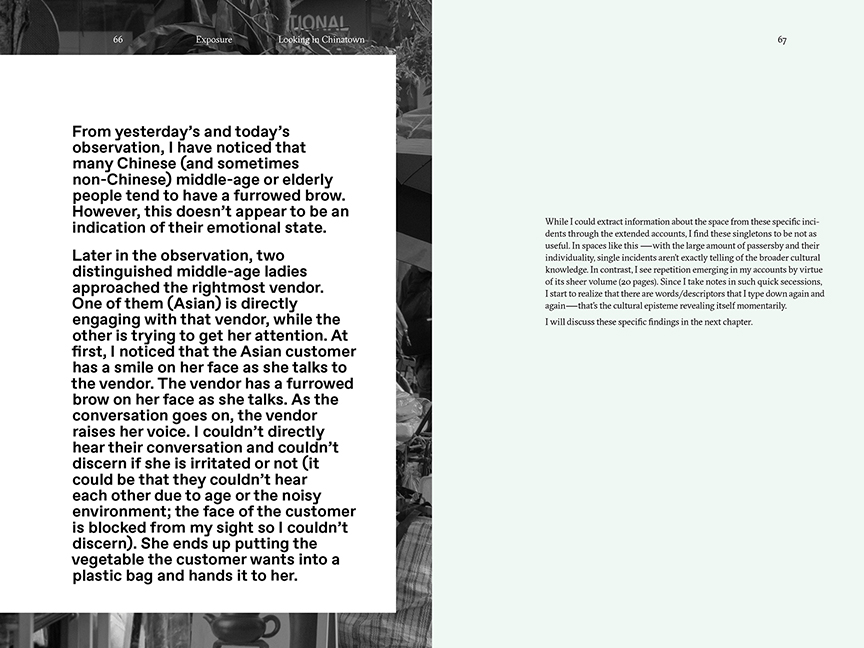 TIONAL
66 Exposure Looking in Chinatown
From yesterday’s and today’s
observation, I have noticed that
many Chinese (and sometimes
non-Chinese) middle-age or elderly
people tend to have a furrowed brow.
However, this doesn’t appear to be an
indication of their emotional state.
Later in the observation, two
distinguished middle-age ladies
approached the rightmost vendor.
One of them (Asian) is directly
engaging with that vendor, while the
other is trying to get her attention. At
first, I noticed that the Asian customer
has a smile on her face as she talks to
the vendor. The vendor has a furrowed
brow on her face as she talks. As the
conversation goes on, the vendor
raises her voice. I couldn’t directly
hear their conversation and couldn’t
discern if she is irritated or not (it
could be that they couldn’t hear
each other due to age or the noisy
environment; the face of the customer
is blocked from my sight so I couldn’t
discern). She ends up putting the
vegetable the customer wants into a
plastic bag and hands it to her.
67
While I could extract information about the space from these specific inci-
dents through the extended accounts, I find these singletons to be not as
useful. In spaces like this —with the large amount of passersby and their
individuality, single incidents aren’t exactly telling of the broader cultural
knowledge. In contrast, I see repetition emerging in my accounts by virtue
of its sheer volume (20 pages). Since I take notes in such quick secessions,
I start to realize that there are words/descriptors that I type down again and
again—that’s the cultural episteme revealing itself momentarily.
I will discuss these specific findings in the next chapter.